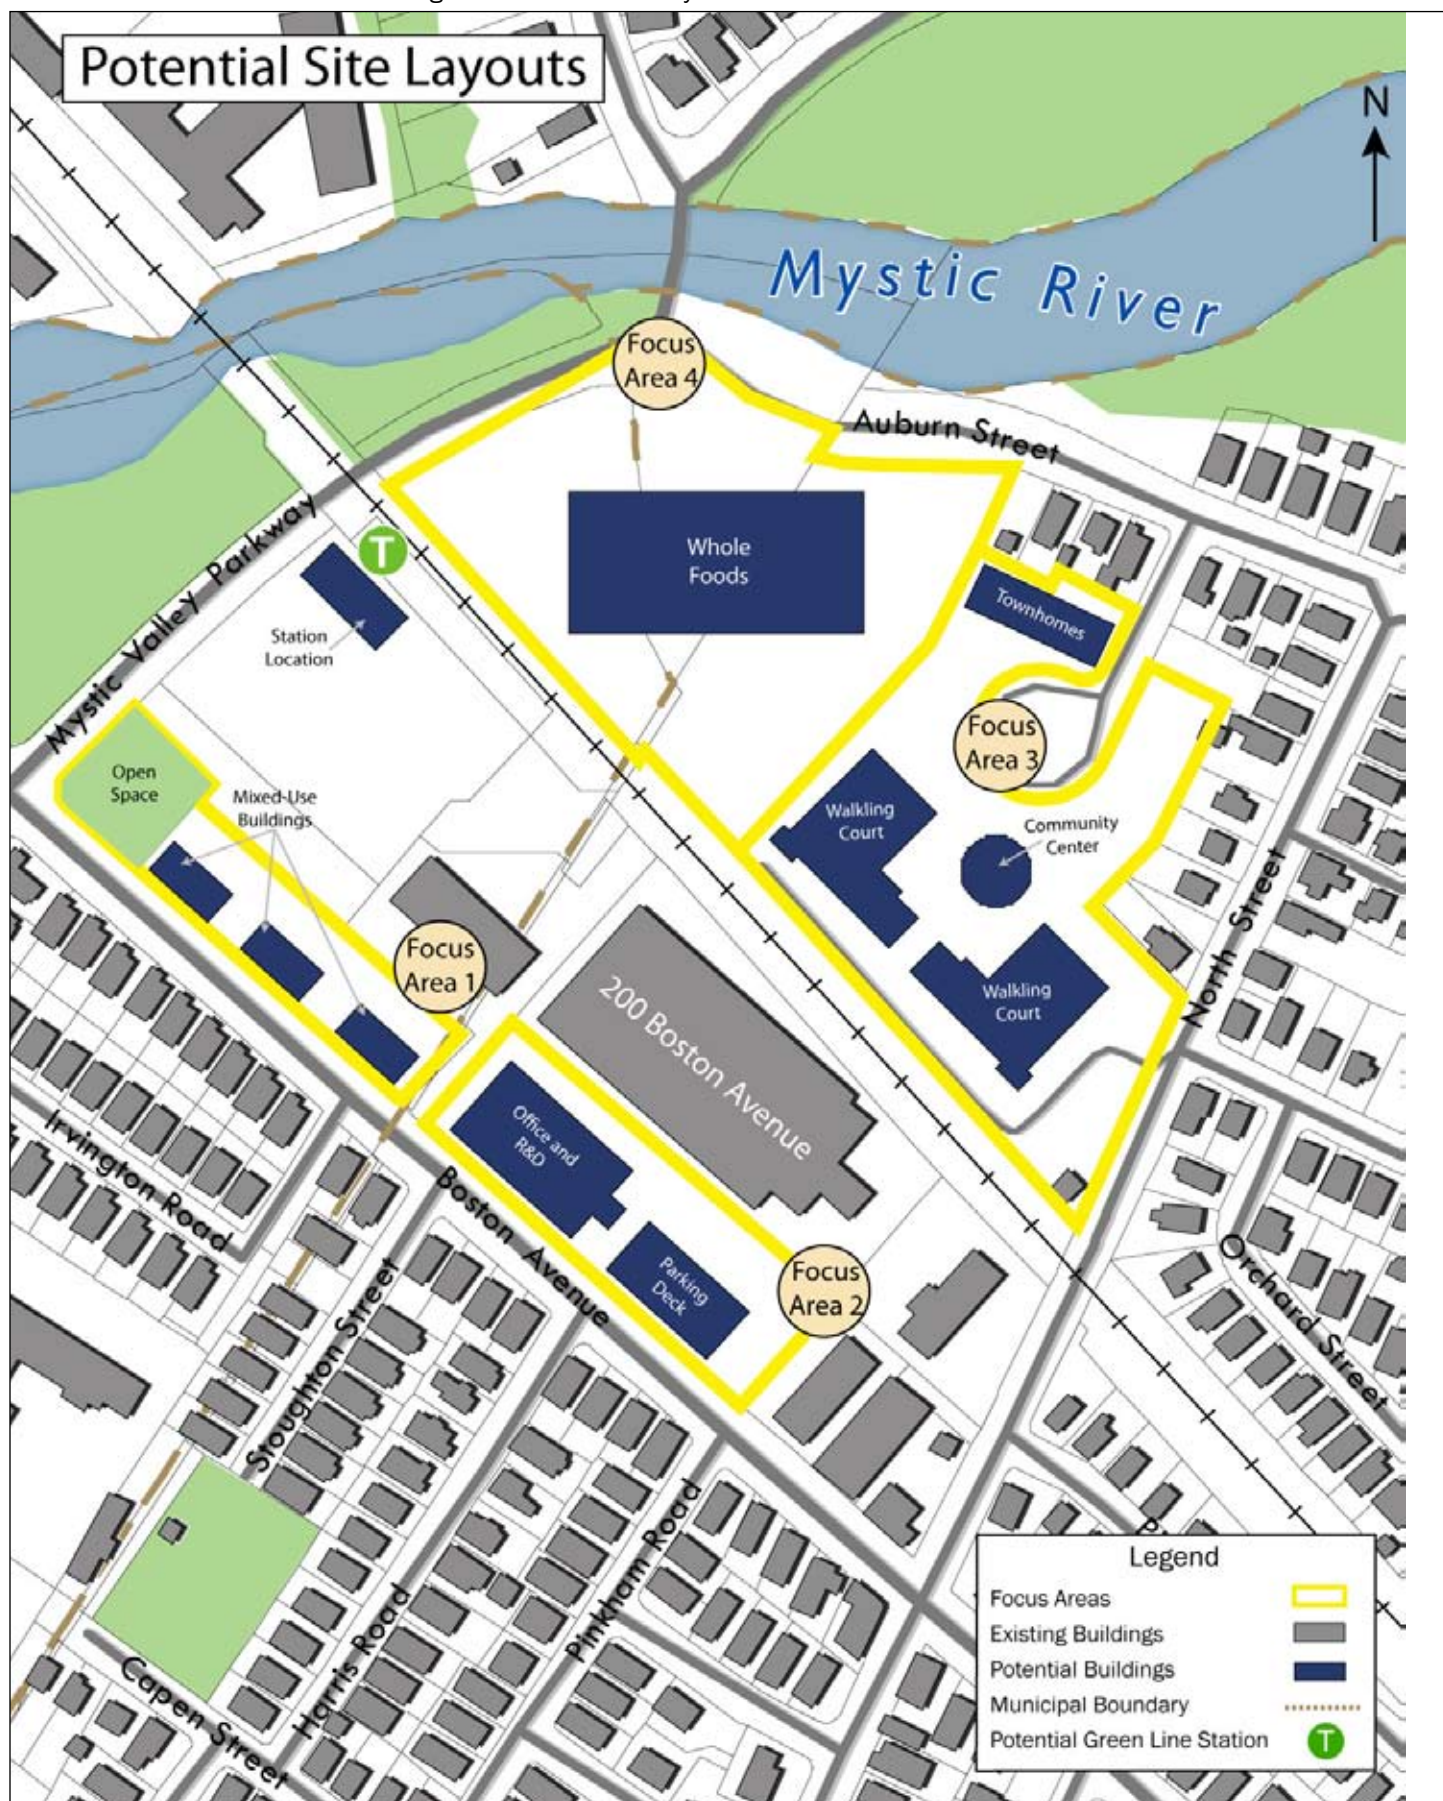 Potential Site Layouts
N
Mystic River
Focus
Area 4
Auburn Street
Mystic Valley Parkway
T
Whole
Foods
Station
Location
Townhomes
Focus
Area 3
Open
Space
Mixed-Use
Buildings
Walkling
Court
Community
Center
North Street
Focus
Area 1
200 Boston Avenue
Walkling
Court
Office and
R&D
Irvington Road
Boston Avenue
Parking
Deck
Focus
Area 2
Orchard Street
Stoughton Street
Pinkham Road
Harris Road
Capen Street
Legend
Focus Areas
Existing Buildings
Potential Buildings
Municipal Boundary
Potential Green Line Station
T